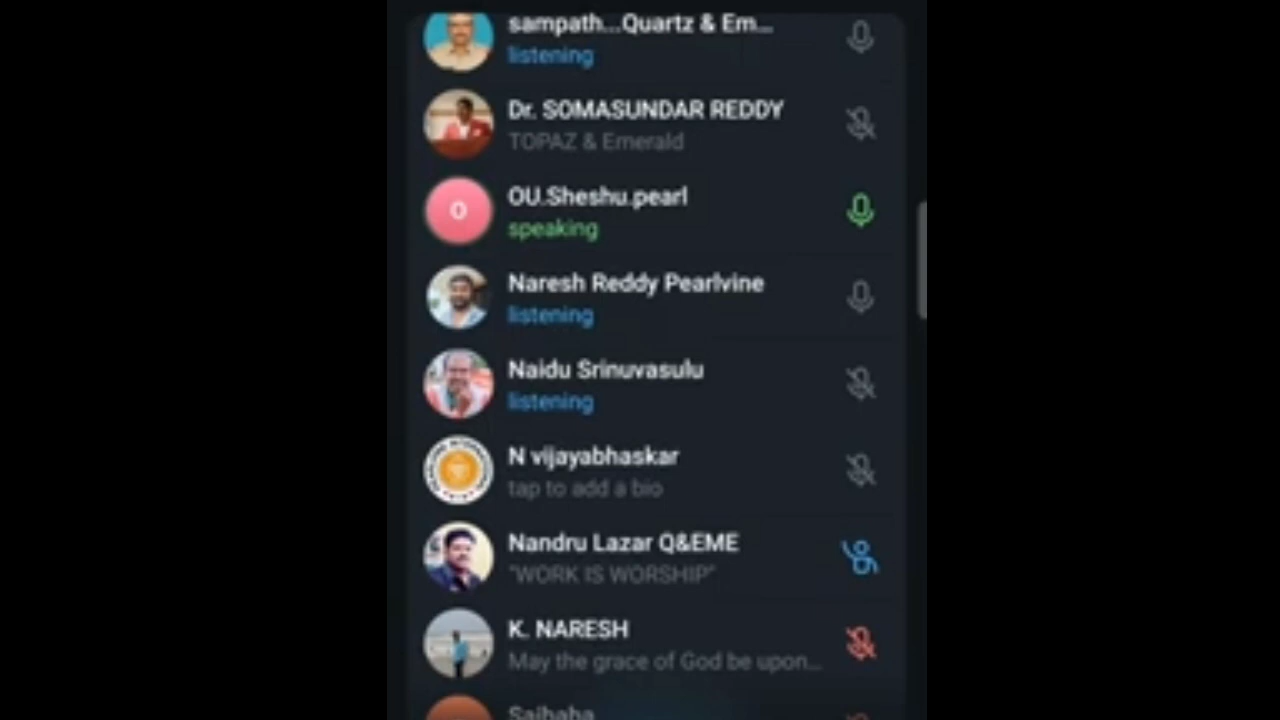 sampath...Quartz & Em...
listening
Dr. SOMASUNDAR REDDY
TOPAZ & Emerald
O
OU.Sheshu.pearl
speaking
Naresh Reddy Pearlvine
listening
Naidu Srinuvasulu
listening
N vijayabhaskar
tap to add a bio
Nandru Lazar Q&EME
"WORK IS WORSHIP"
K. NARESH
May the grace of God be upon...
Saibaba